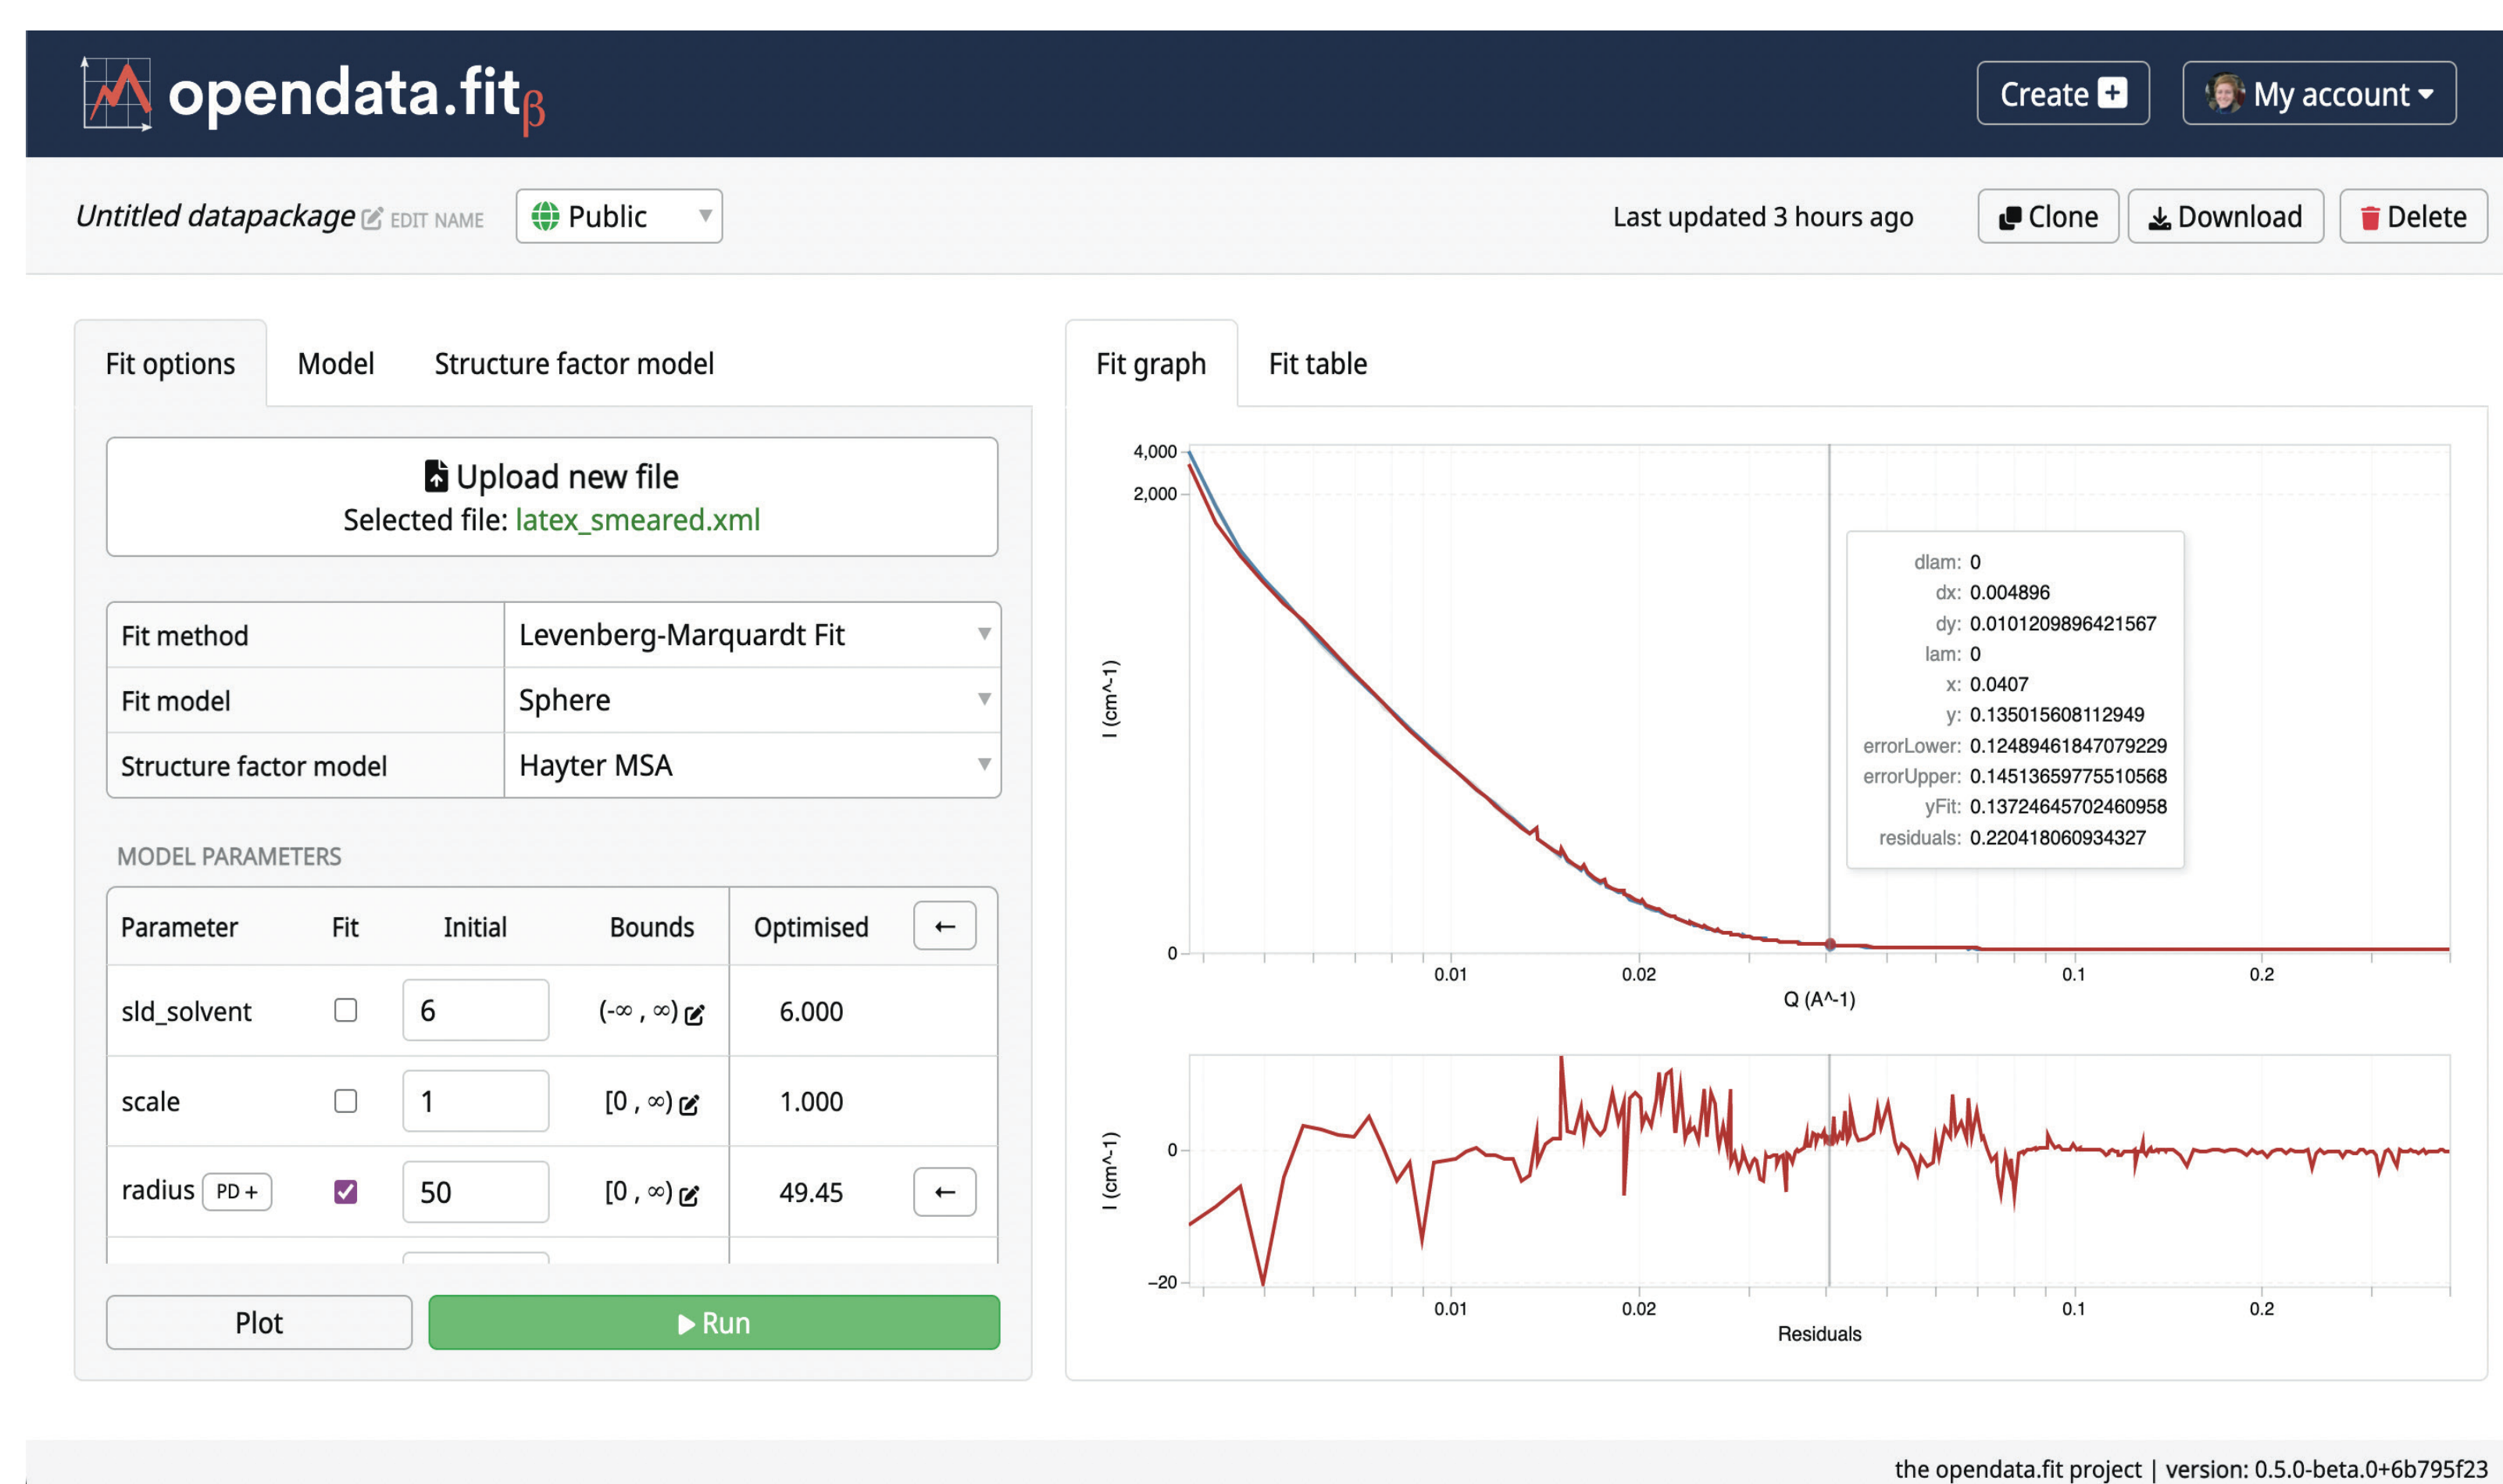 opendata.fitβ
Create
My account
Untitled datapackage EDIT NAME
Public
Last updated 3 hours ago
Clone
Download
Delete
Fit options
Model
Structure factor model
Upload new file
Selected file: latex_smeared.xml
Fit method Levenberg-Marquardt Fit
Fit model Sphere
Structure factor model Hayter MSA
MODEL PARAMETERS
Parameter Fit Initial Bounds Optimised ←
sld_solvent 6 (-∞ , ∞) 6.000
scale 1 [0 , ∞) 1.000
radius PD + 50 [0 , ∞) 49.45 ←
Plot
Run
Fit graph
Fit table
4,000
2,000
0
I (cm^-1)
dlam: 0
dx: 0.004896
dy: 0.0101209896421567
lam: 0
x: 0.0407
y: 0.135015608112949
errorLower: 0.12489461847079229
errorUpper: 0.14513659775510568
yFit: 0.13724645702460958
residuals: 0.220418060934327
0.01 0.02 0.1 0.2
Q (A^-1)
0
−20
I (cm^-1)
0.01 0.02 0.1 0.2
Residuals
the opendata.fit project | version: 0.5.0-beta.0+6b795f23